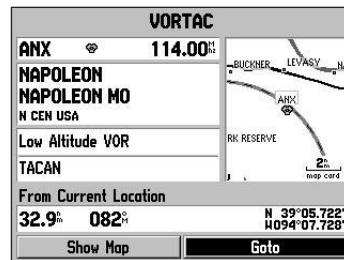 VORTAC
ANX 114.00 M Hz
NAPOLEON
NAPOLEON MO
N CEN USA
Low Altitude VOR
TACAN
BUCKNER LEVASY
ANX
RK RESERVE
map card
From Current Location
32.9 082° M
N 39°05.722'
W094°07.728'
Show Map Goto